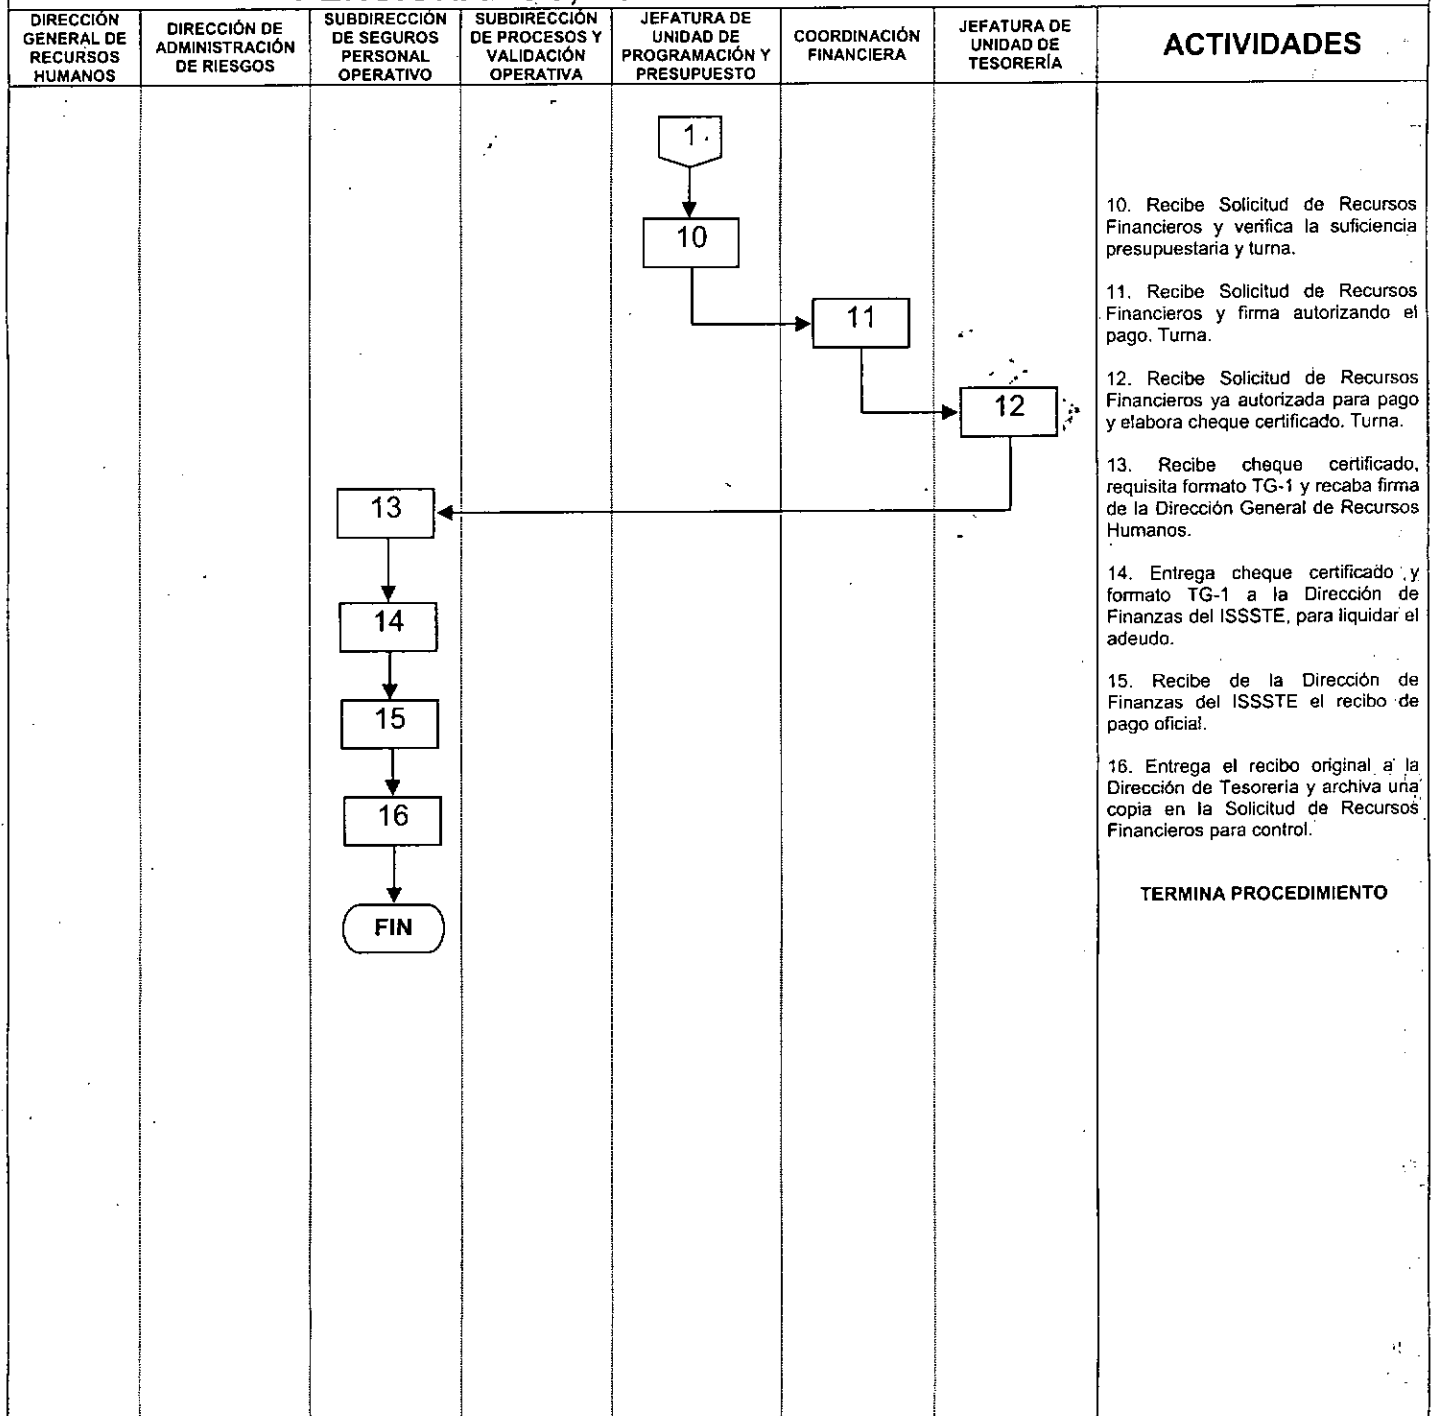 DIRECCIÓN
GENERAL DE
RECURSOS
HUMANOS
DIRECCIÓN DE
ADMINISTRACIÓN
DE RIESGOS
SUBDIRECCIÓN
DE SEGUROS
PERSONAL
OPERATIVO
SUBDIRECCIÓN
DE PROCESOS Y
VALIDACIÓN
OPERATIVA
JEFATURA DE
UNIDAD DE
PROGRAMACIÓN Y
PRESUPUESTO
COORDINACIÓN
FINANCIERA
JEFATURA DE
UNIDAD DE
TESORERÍA
ACTIVIDADES
1
10
11
12
13
14
15
16
FIN
10. Recibe Solicitud de Recursos
Financieros y verifica la suficiencia
presupuestaria y turna.
11. Recibe Solicitud de Recursos
Financieros y firma autorizando el
pago. Turna.
12. Recibe Solicitud de Recursos
Financieros ya autorizada para pago
y elabora cheque certificado. Turna.
13. Recibe cheque certificado,
requisita formato TG-1 y recaba firma
de la Dirección General de Recursos
Humanos.
14. Entrega cheque certificado y
formato TG-1 a la Dirección de
Finanzas del ISSSTE, para liquidar el
adeudo.
15. Recibe de la Dirección de
Finanzas del ISSSTE el recibo de
pago oficial.
16. Entrega el recibo original a la
Dirección de Tesorería y archiva una
copia en la Solicitud de Recursos
Financieros para control.
TERMINA PROCEDIMIENTO